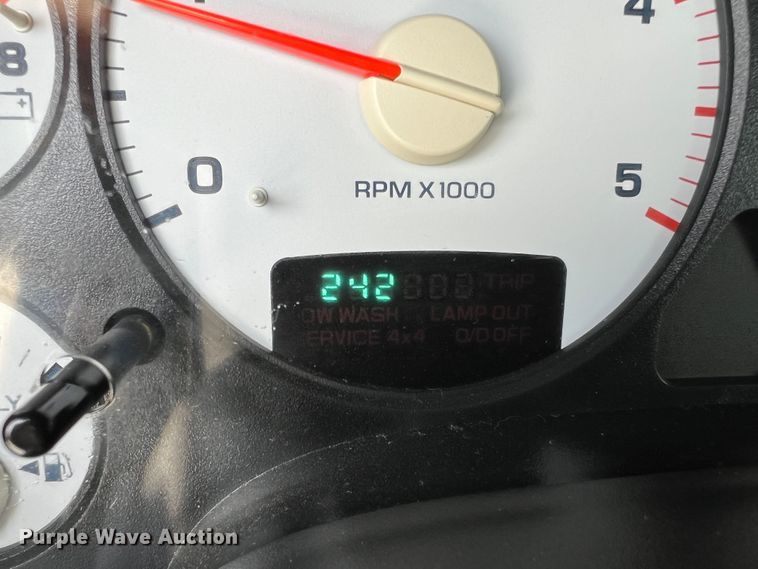 4
8
0
5
RPM X1000
242 TRIP
OW WASH LAMP OUT
ERVICE 4x4 O/D OFF
Purple Wave Auction